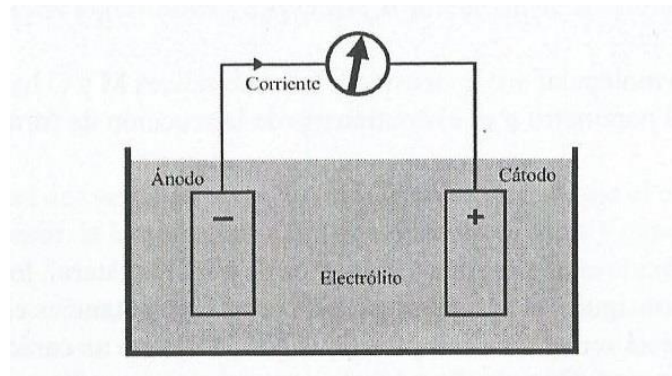 Corriente
Ánodo
Cátodo
−
+
Electrólito